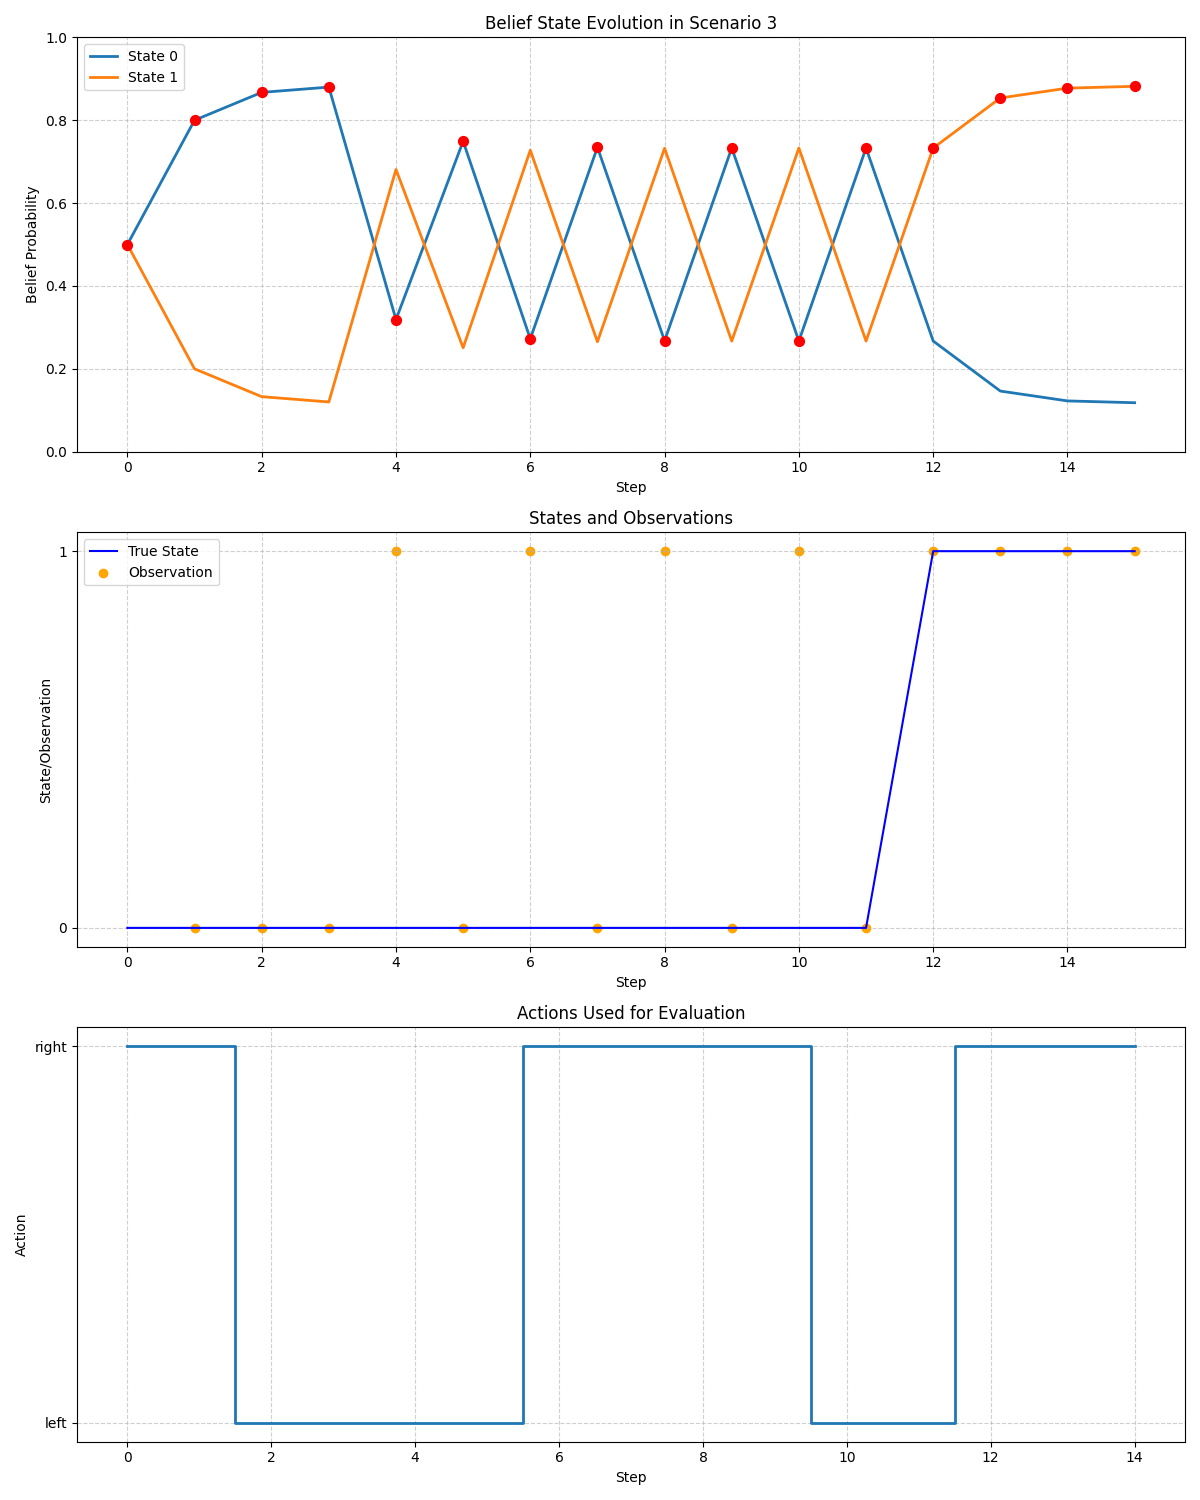 Belief State Evolution in Scenario 3
Belief Probability
1.0
0.8
0.6
0.4
0.2
0.0
State 0
State 1
0 2 4 6 8 10 12 14
Step
States and Observations
State/Observation
1
0
True State
Observation
0 2 4 6 8 10 12 14
Step
Actions Used for Evaluation
Action
right
left
0 2 4 6 8 10 12 14
Step